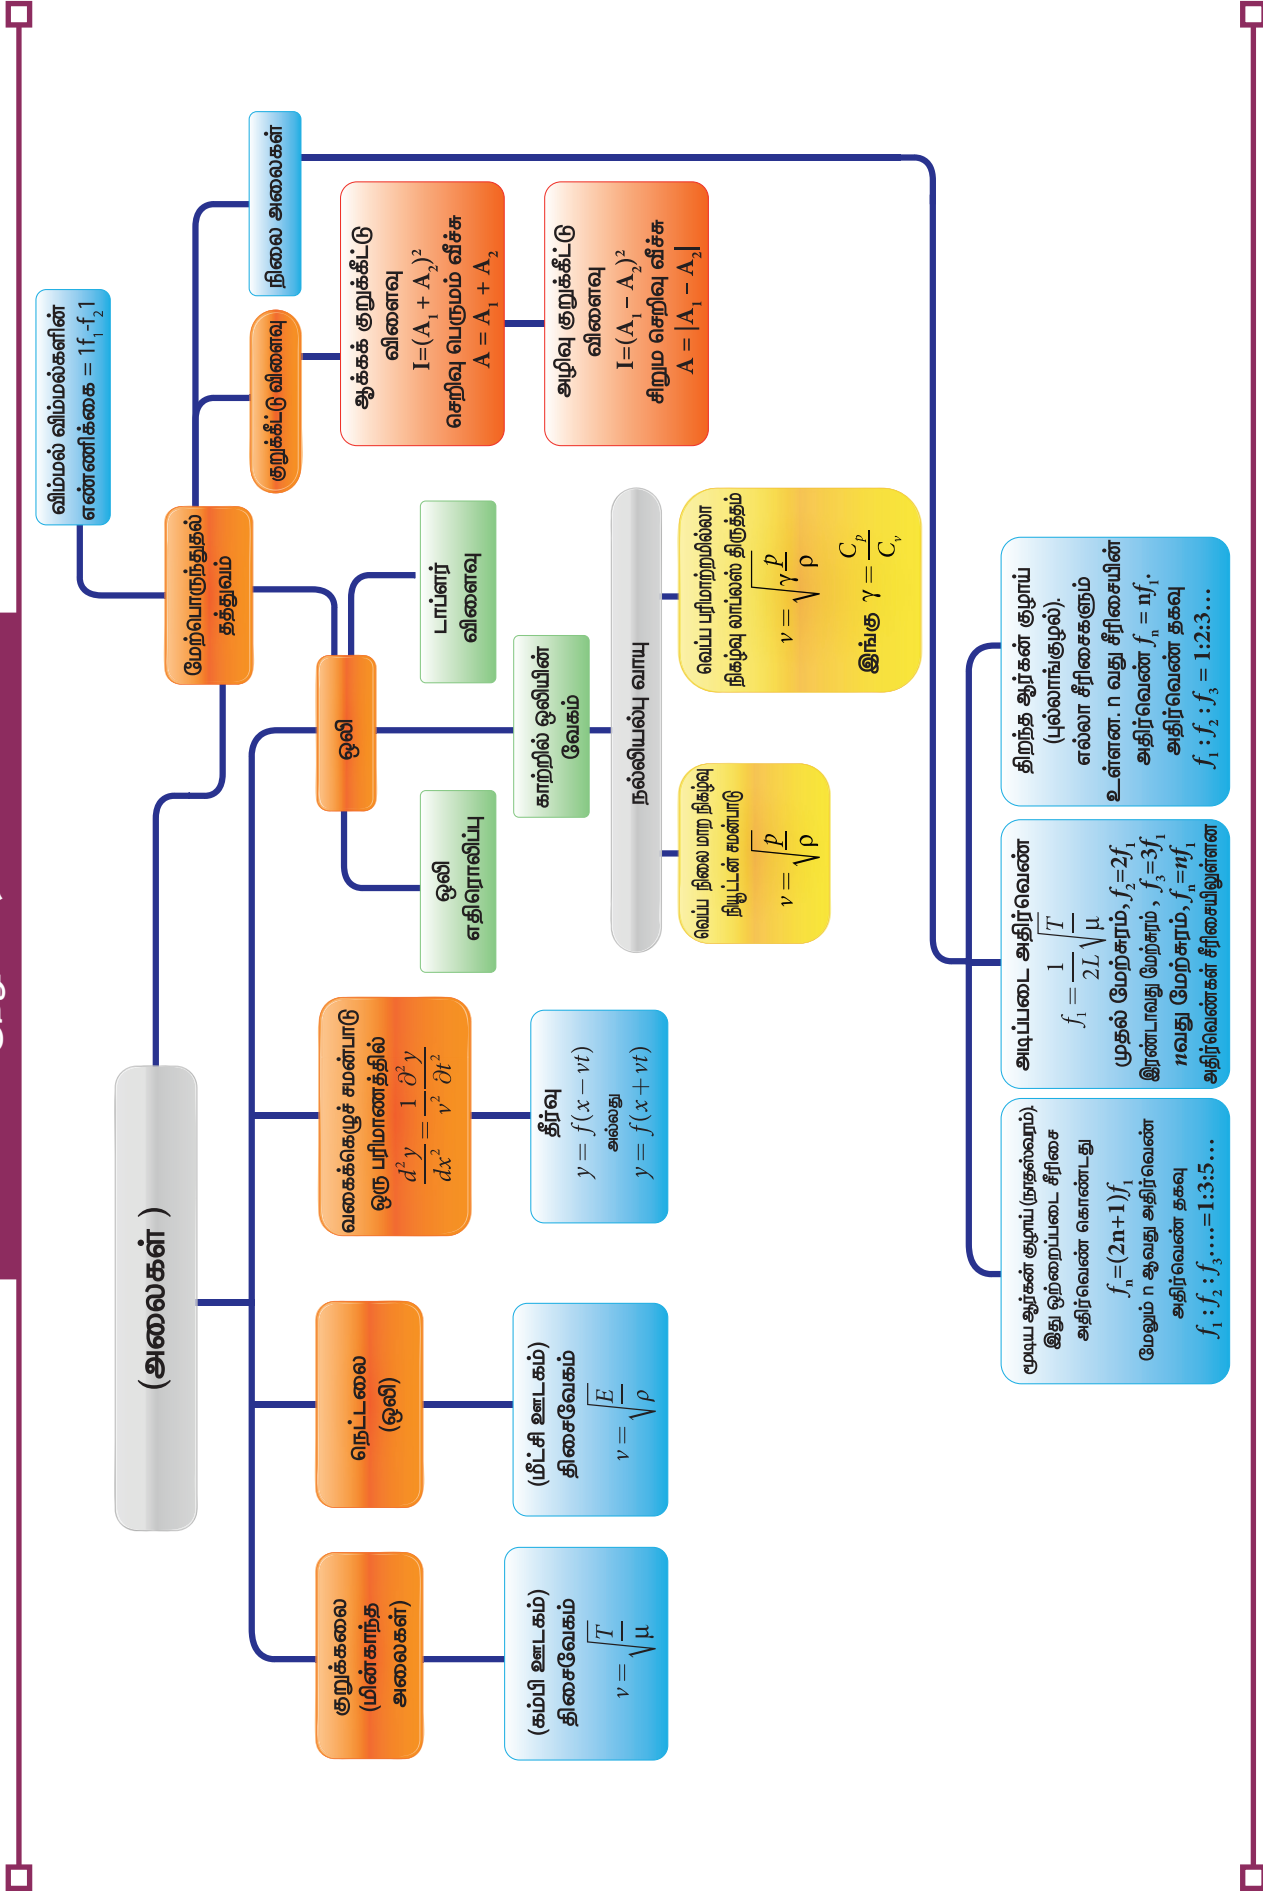 (அலைகள் )
விம்மல் விம்மல்களின்
எண்ணிக்கை = 1f₁-f₂1
மேற்பொருந்துதல்
தத்துவம்
நிலை அலைகள்
குறுக்கீட்டு விளைவு
ஆக்கக் குறுக்கீட்டு
விளைவு
I=(A₁ + A₂)²
செறிவு பெருமம் வீச்சு
A = A₁ + A₂
அழிவு குறுக்கீட்டு
விளைவு
I=(A₁ – A₂)²
சிறும செறிவு வீச்சு
A = |A₁ – A₂|
குறுக்கலை
(மின்காந்த
அலைகள்)
நெட்டலை
(ஒலி)
வகைக்கெழுச் சமன்பாடு
ஒரு பரிமாணத்தில்
d²y/dx² = 1/v² ∂²y/∂t²
ஒலி
(கம்பி ஊடகம்)
திசைவேகம்
v = √(T/μ)
(மீட்சி ஊடகம்)
திசைவேகம்
v = √(E/ρ)
தீர்வு
y = f(x − vt)
அல்லது
y = f(x + vt)
ஒலி
எதிரொலிப்பு
டாப்ளர்
விளைவு
காற்றில் ஒலியின்
வேகம்
நல்லியல்பு வாயு
வெப்ப நிலை மாற நிகழ்வு
நியூட்டன் சமன்பாடு
v = √(p/ρ)
வெப்ப பரிமாற்றமில்லா
நிகழ்வு லாப்லஸ் திருத்தம்
v = √(γp/ρ)
இங்கு γ = Cₚ/Cᵥ
மூடிய ஆர்கன் குழாய் (நாதஸ்வரம்).
இது ஒற்றைப்படை சீரிசை
அதிர்வெண் கொண்டது
fₙ=(2n+1)f₁
மேலும் n ஆவது அதிர்வெண்
அதிர்வெண் தகவு
f₁ : f₂ : f₃....=1:3:5...
அடிப்படை அதிர்வெண்
f₁ = 1/2L √(T/μ)
முதல் மேற்சுரம், f₂=2f₁
இரண்டாவது மேற்சுரம் , f₃=3f₁
nவது மேற்சுரம், fₙ=nf₁
அதிர்வெண்கள் சீரிசையிலுள்ளன
திறந்த ஆர்கன் குழாய்
(புல்லாங்குழல்).
எல்லா சீரிசைகளும்
உள்ளன. n வது சீரிசையின்
அதிர்வெண் fₙ = nf₁.
அதிர்வெண் தகவு
f₁ : f₂ : f₃ = 1:2:3...